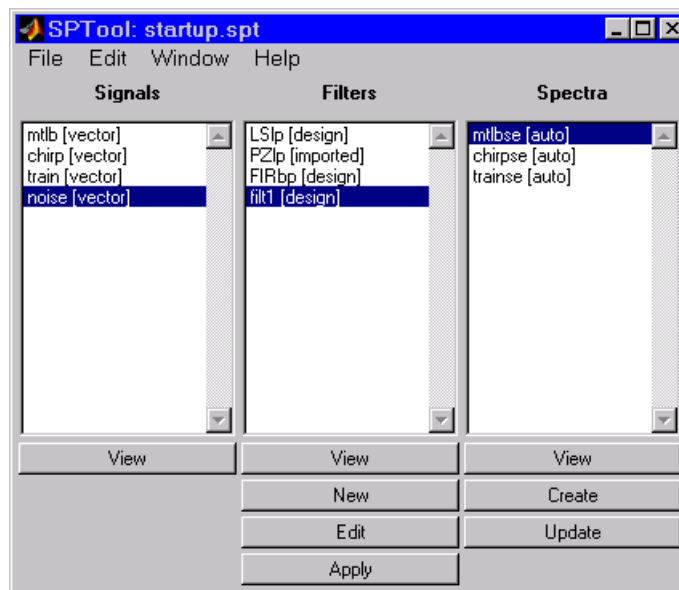 SPTool: startup.spt
File Edit Window Help
Signals Filters Spectra
mtlb [vector]
chirp [vector]
train [vector]
noise [vector]
LSlp [design]
PZlp [imported]
FIRbp [design]
filt1 [design]
mtlbse [auto]
chirpse [auto]
trainse [auto]
View View View
New Create
Edit Update
Apply